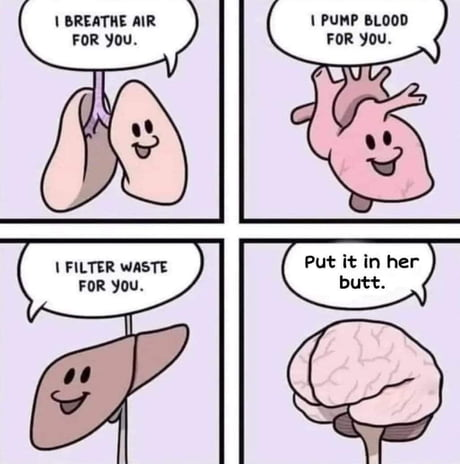 I BREATHE AIR
FOR YOU.
I PUMP BLOOD
FOR YOU.
I FILTER WASTE
FOR YOU.
Put it in her
butt.